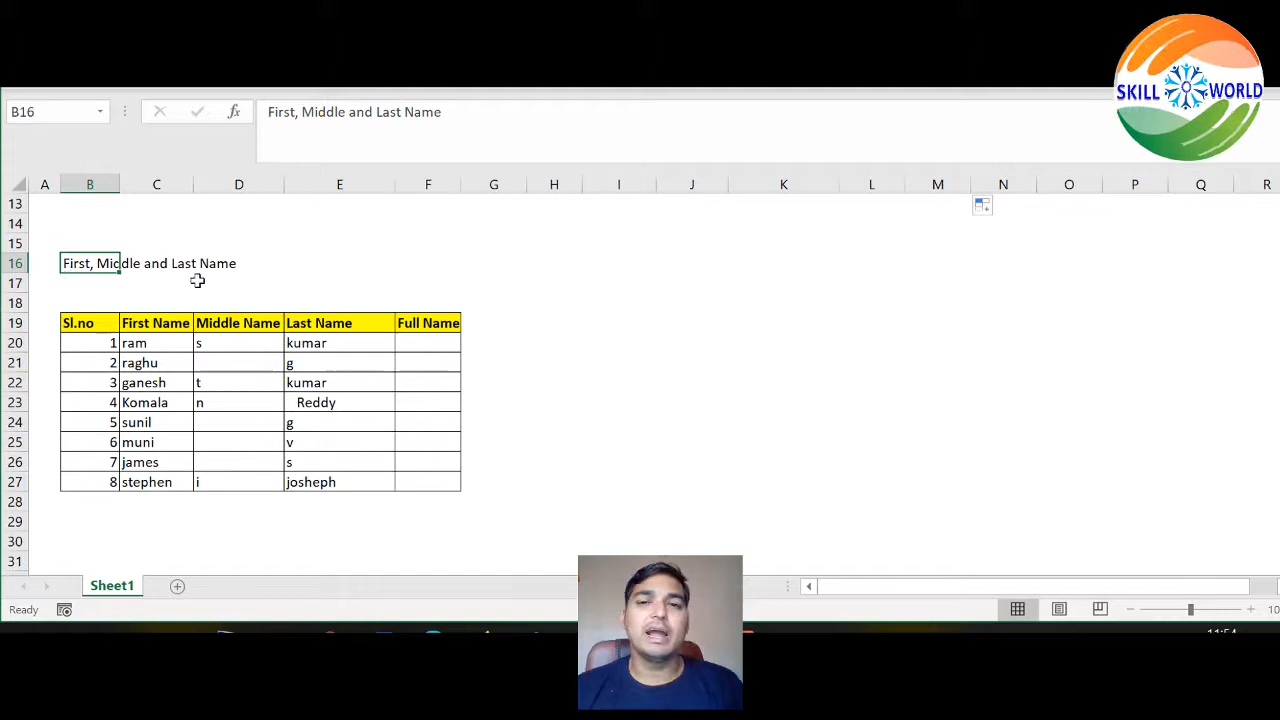 SKILL WORLD
B16 fx First, Middle and Last Name
A B C D E F G H I J K L M N O P Q R
13
14
15
16 First, Middle and Last Name
17
18
19 Sl.no First Name Middle Name Last Name Full Name
20 1 ram s kumar
21 2 raghu g
22 3 ganesh t kumar
23 4 Komala n Reddy
24 5 sunil g
25 6 muni v
26 7 james s
27 8 stephen i josheph
28
29
30
31
Sheet1
Ready 10